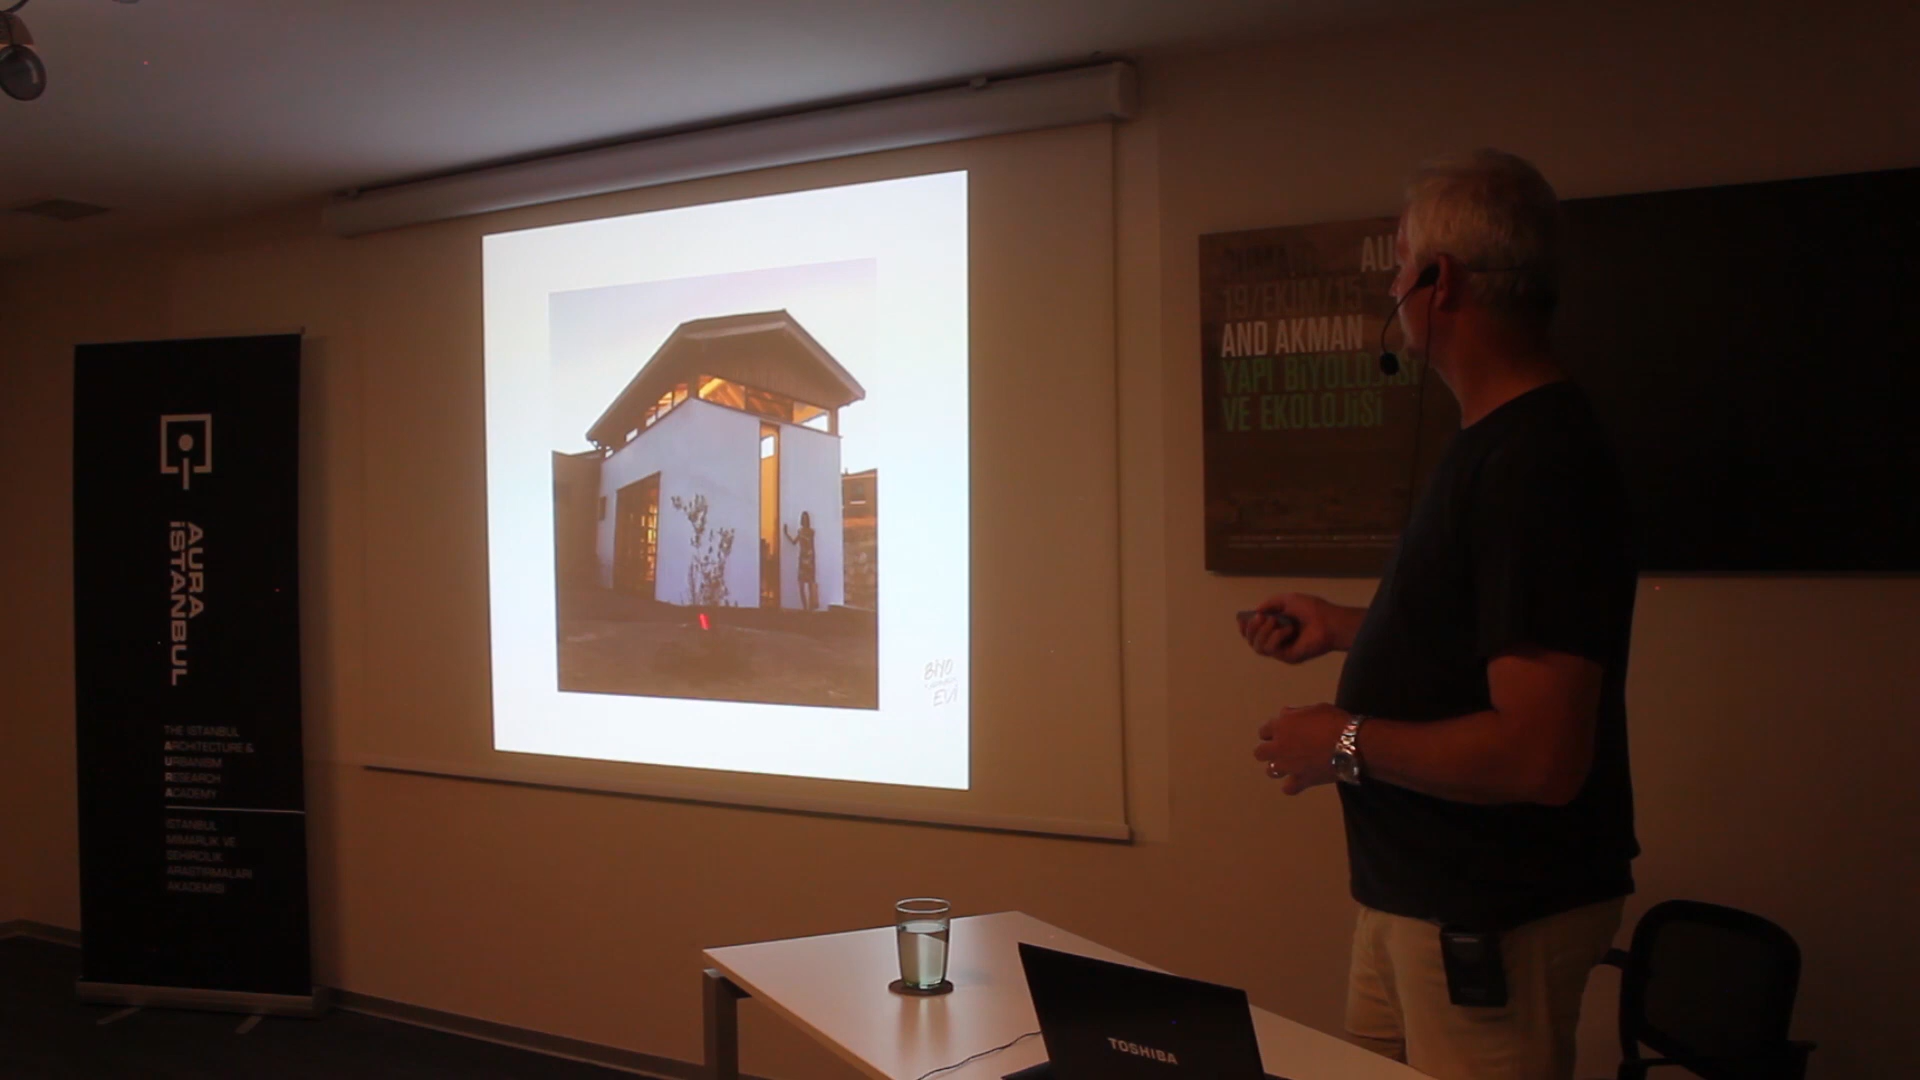 AURA
İSTANBUL
THE ISTANBUL
ARCHITECTURE &
URBANISM
RESEARCH
ACADEMY
İSTANBUL
MİMARLIK VE
ŞEHİRCİLİK
ARAŞTIRMALARI
AKADEMİSİ
BİYO
EVİ
AU
19/EKİM/15
AND AKMAN
YAPI BİYOLOJİSİ
VE EKOLOJİSİ
TOSHIBA